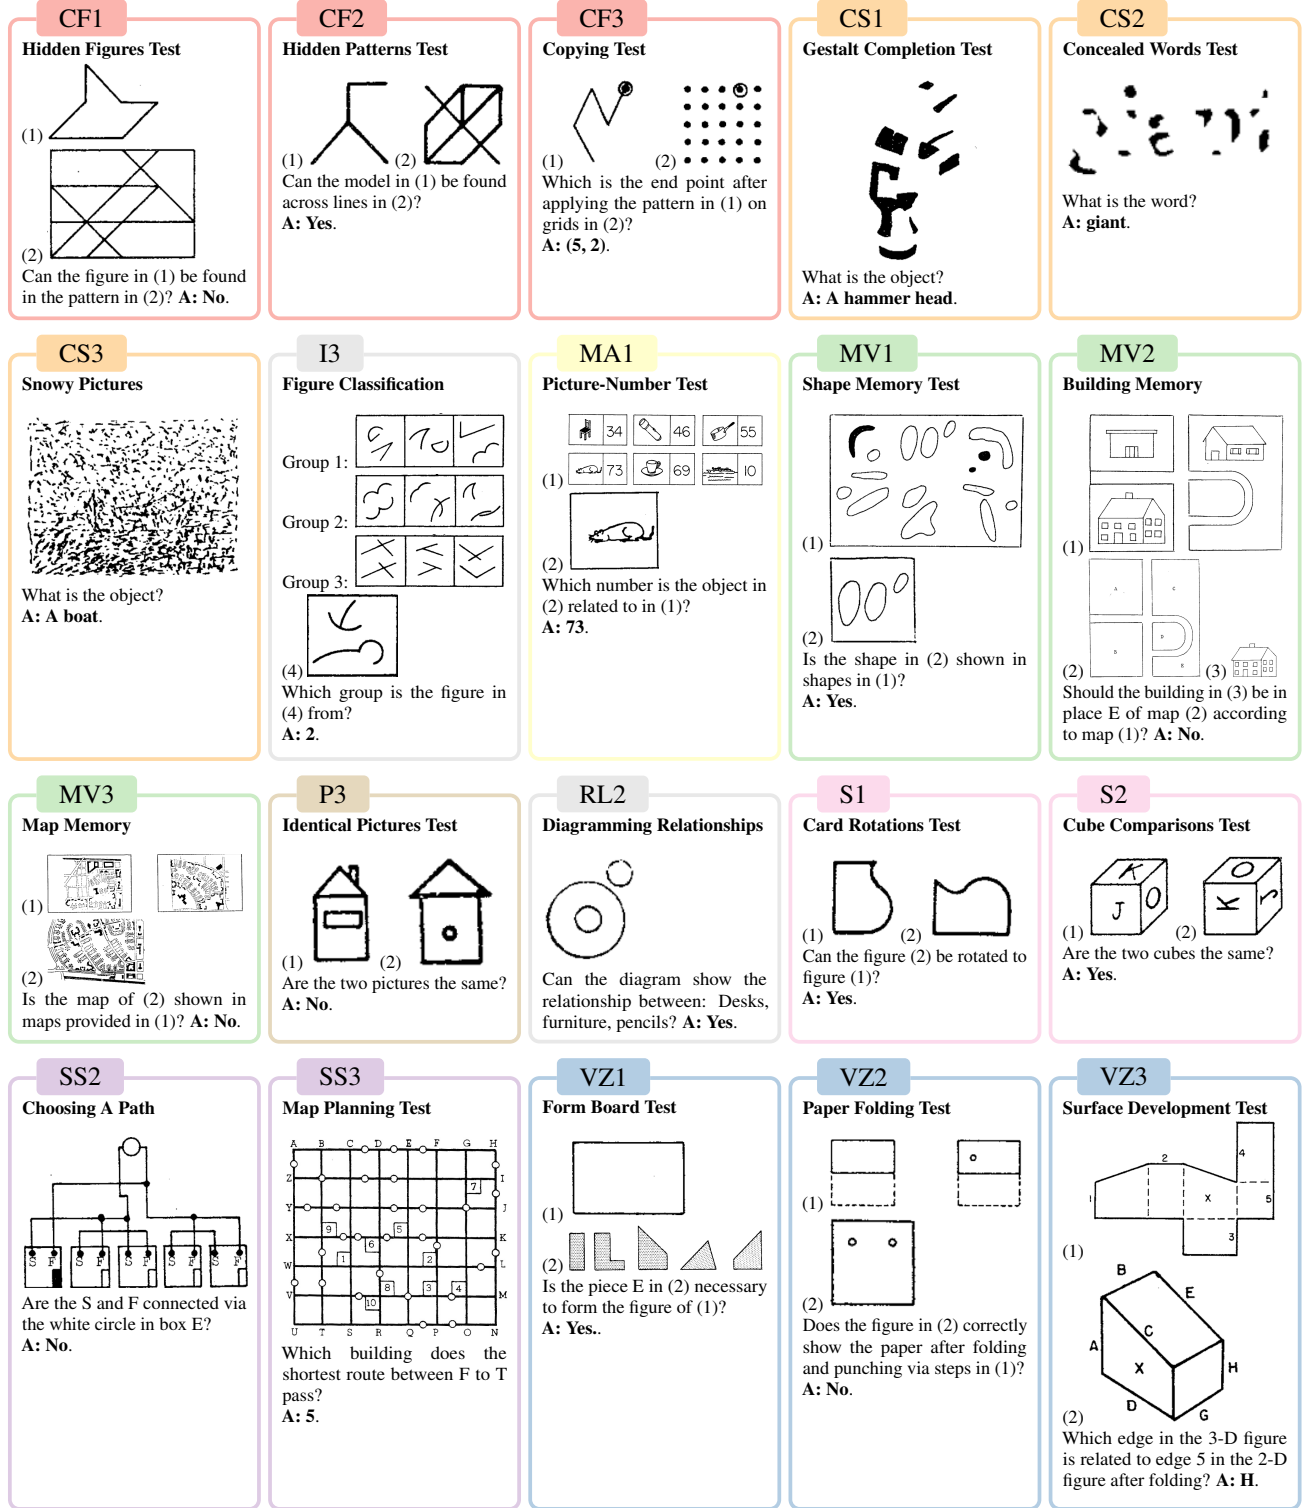 CF1
Hidden Figures Test
(1)
(2)
Can the figure in (1) be found
in the pattern in (2)? A: No.
CF2
Hidden Patterns Test
(1)
(2)
Can the model in (1) be found
across lines in (2)?
A: Yes.
CF3
Copying Test
(1)
(2)
Which is the end point after
applying the pattern in (1) on
grids in (2)?
A: (5, 2).
CS1
Gestalt Completion Test
What is the object?
A: A hammer head.
CS2
Concealed Words Test
What is the word?
A: giant.
CS3
Snowy Pictures
What is the object?
A: A boat.
I3
Figure Classification
Group 1:
Group 2:
Group 3:
(4)
Which group is the figure in
(4) from?
A: 2.
MA1
Picture-Number Test
34 46 55
(1) 73 69 10
(2)
Which number is the object in
(2) related to in (1)?
A: 73.
MV1
Shape Memory Test
(1)
(2)
Is the shape in (2) shown in
shapes in (1)?
A: Yes.
MV2
Building Memory
(1)
A C
D
B E
(2) (3)
Should the building in (3) be in
place E of map (2) according
to map (1)? A: No.
MV3
Map Memory
(1)
(2)
Is the map of (2) shown in
maps provided in (1)? A: No.
P3
Identical Pictures Test
(1) (2)
Are the two pictures the same?
A: No.
RL2
Diagramming Relationships
Can the diagram show the
relationship between: Desks,
furniture, pencils? A: Yes.
S1
Card Rotations Test
(1) (2)
Can the figure (2) be rotated to
figure (1)?
A: Yes.
S2
Cube Comparisons Test
K O
J O K J
(1) (2)
Are the two cubes the same?
A: Yes.
SS2
Choosing A Path
S F S F S F S F S F
Are the S and F connected via
the white circle in box E?
A: No.
SS3
Map Planning Test
A B C D E F G H
Z I
7
Y J
9 5
X K
6
1 2
W L
8 3 4
V M
10
U T S R Q P O N
Which building does the
shortest route between F to T
pass?
A: 5.
VZ1
Form Board Test
(1)
(2)
Is the piece E in (2) necessary
to form the figure of (1)?
A: Yes..
VZ2
Paper Folding Test
(1)
(2)
Does the figure in (2) correctly
show the paper after folding
and punching via steps in (1)?
A: No.
VZ3
Surface Development Test
4
2
1 X 5
3
(1)
B
E
C
A
X H
D
G
(2)
Which edge in the 3-D figure
is related to edge 5 in the 2-D
figure after folding? A: H.